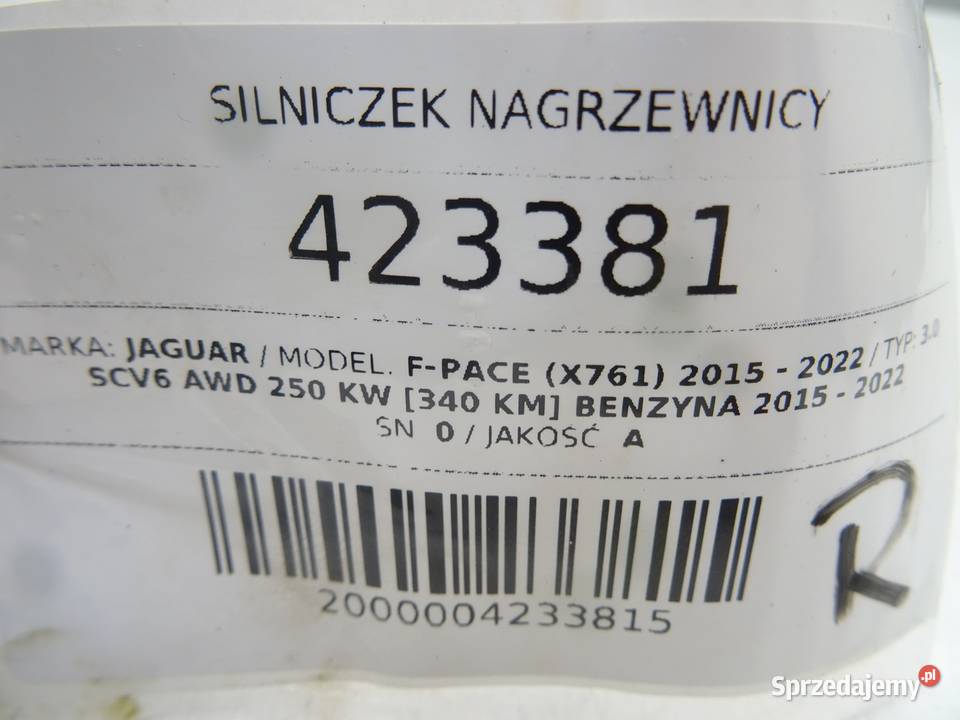 SILNICZEK NAGRZEWNICY
423381
MARKA: JAGUAR / MODEL. F-PACE (X761) 2015 - 2022 / TYP: 3.0
SCV6 AWD 250 KW [340 KM] BENZYNA 2015 - 2022
SN 0 / JAKOŚĆ A
R
2000004233815
Sprzedajemy.pl